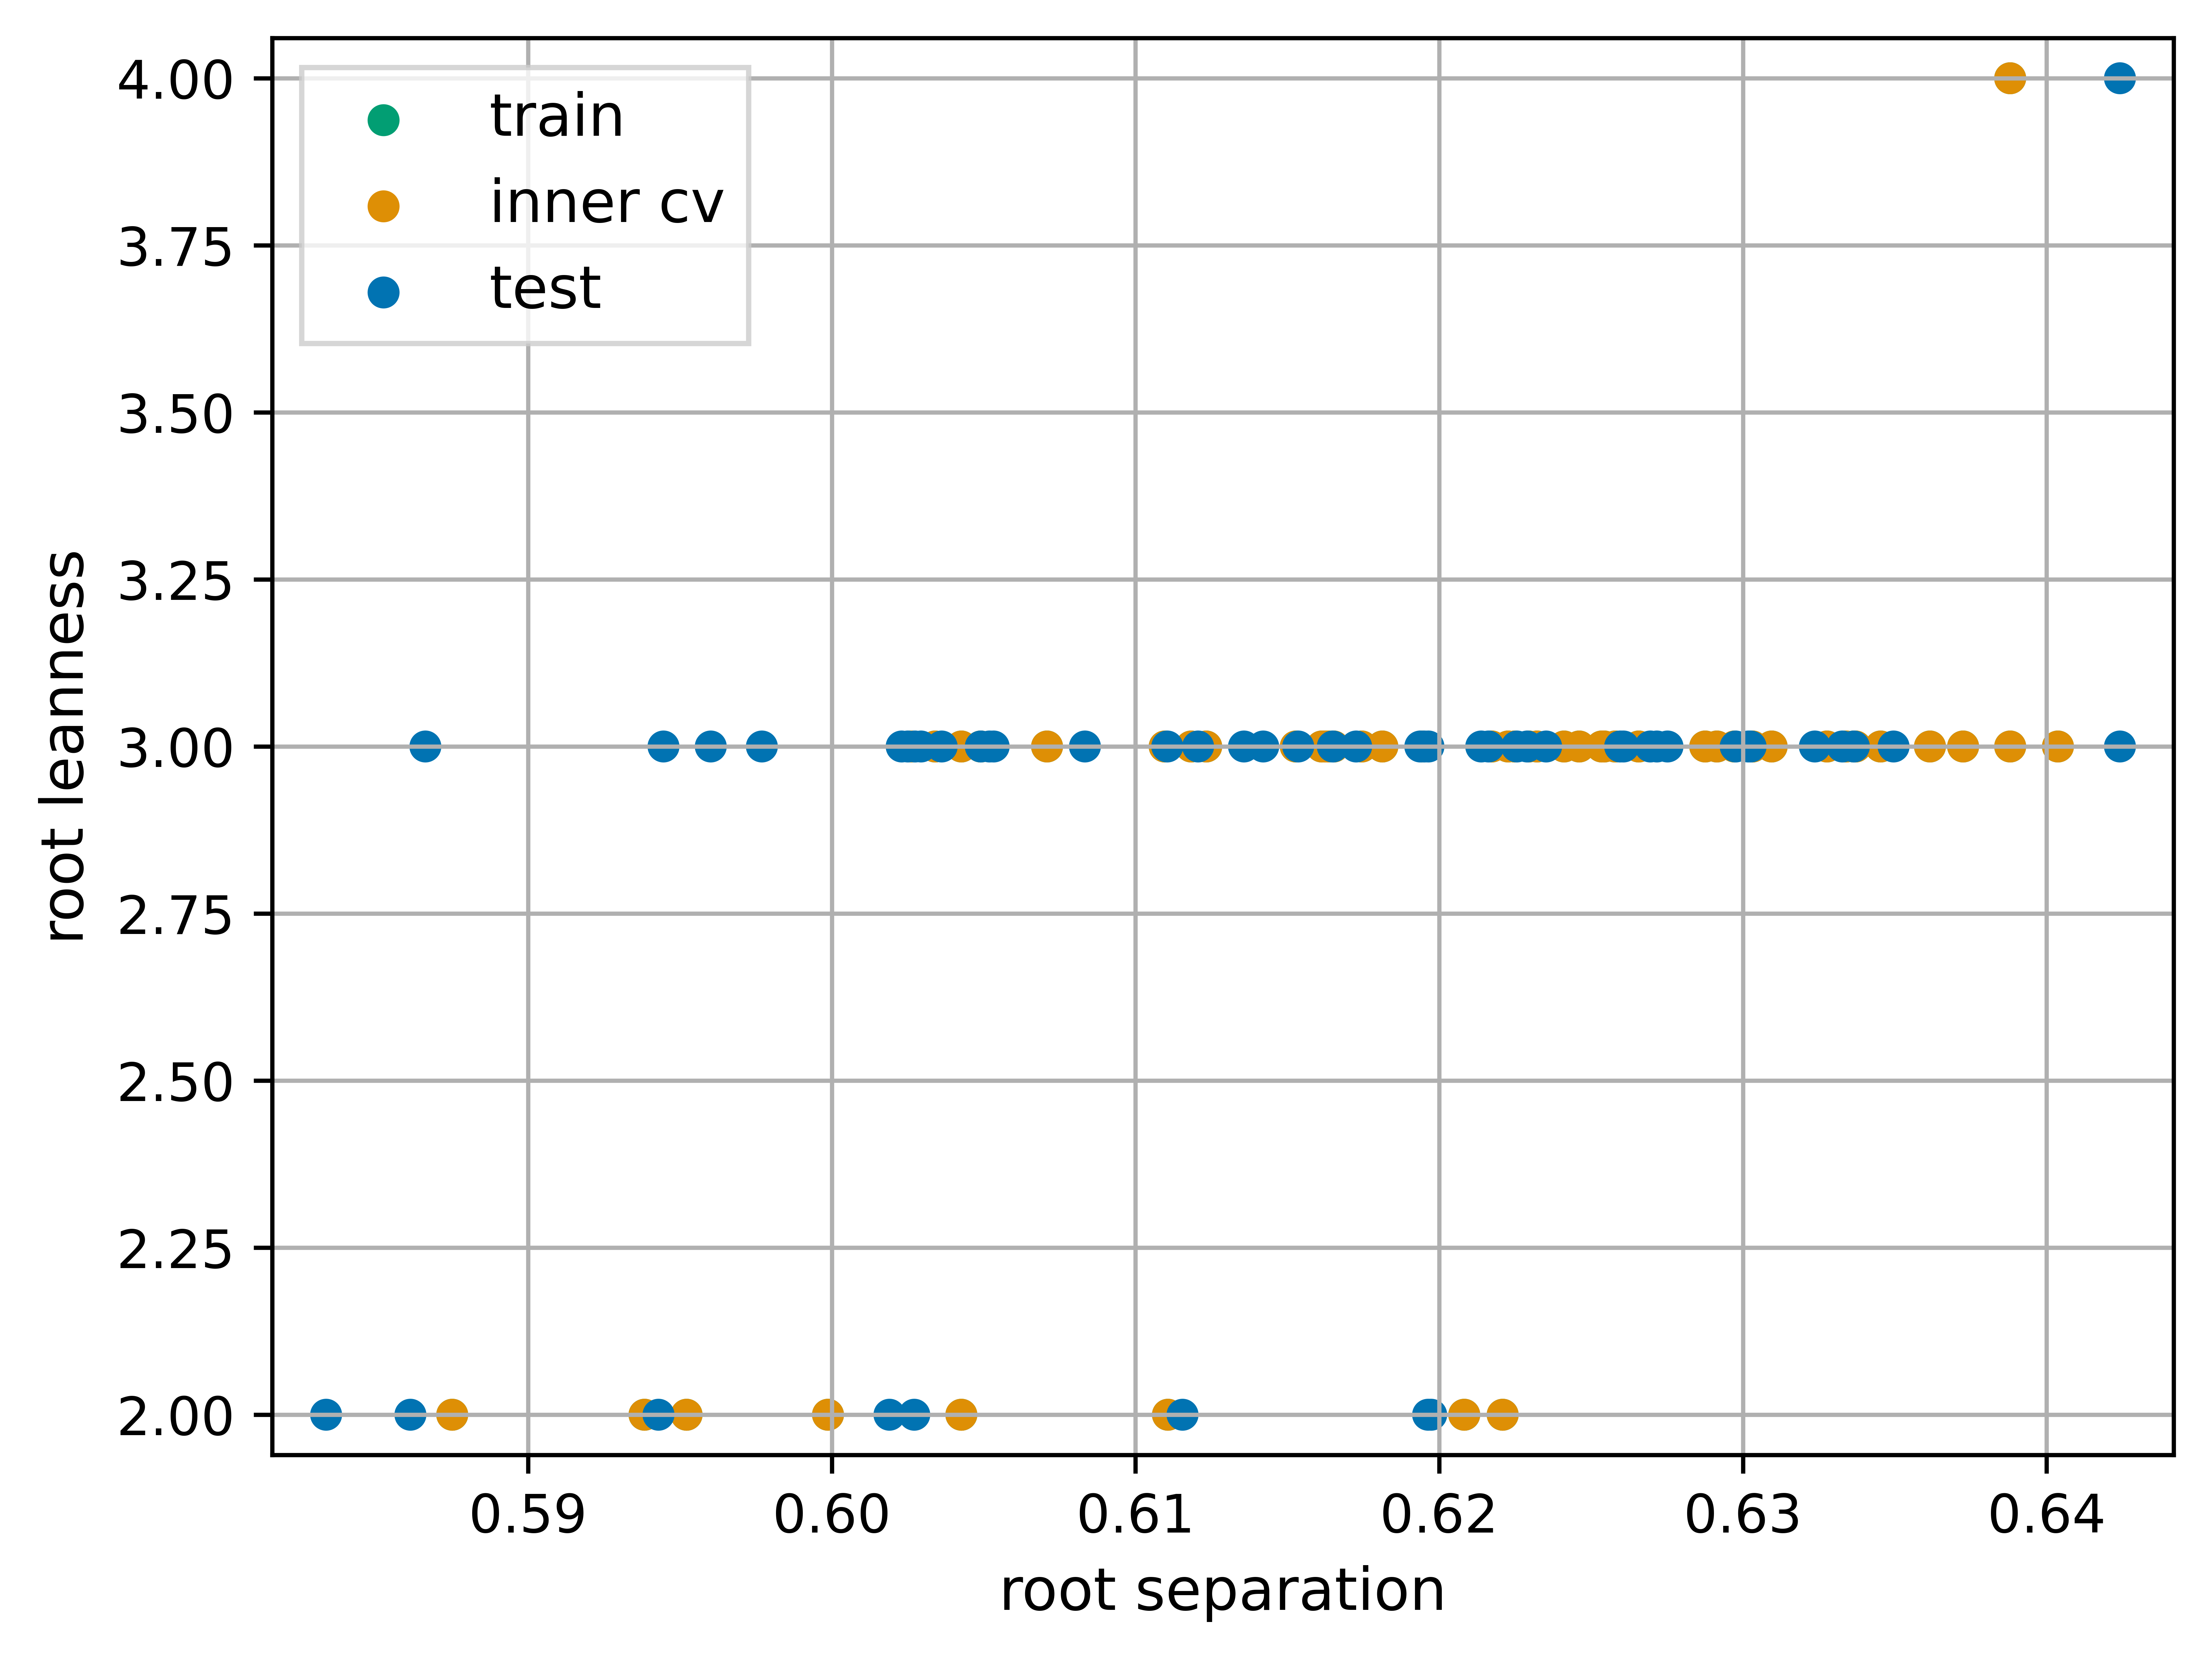 4.00
3.75
3.50
3.25
3.00
2.75
2.50
2.25
2.00
root leanness
train
inner cv
test
0.59 0.60 0.61 0.62 0.63 0.64
root separation